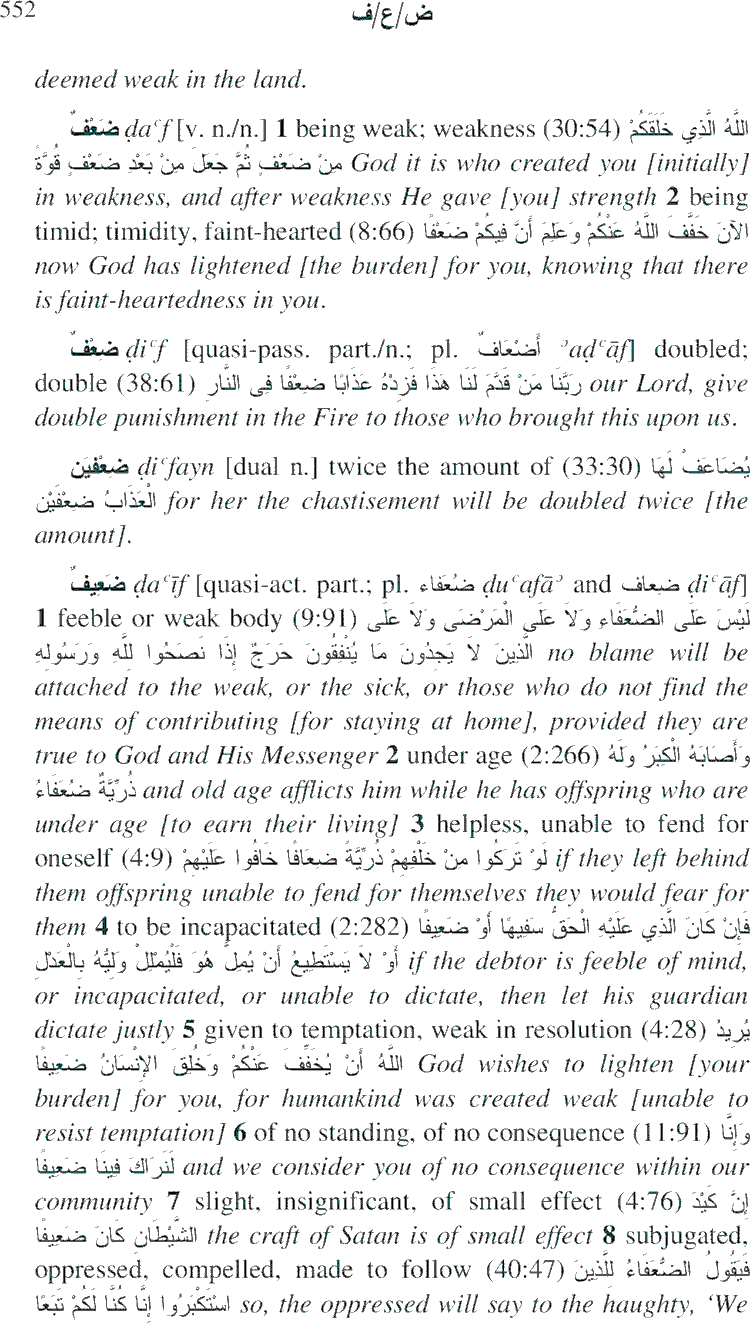 552
ض/ع/ف
deemed weak in the land.
ضَعْفٌ ḍaʿf [v. n./n.] 1 being weak; weakness (30:54) اللَّهُ الَّذِي خَلَقَكُمْ
مِنْ ضَعْفٍ ثُمَّ جَعَلَ مِنْ بَعْدِ ضَعْفٍ قُوَّةً God it is who created you [initially]
in weakness, and after weakness He gave [you] strength 2 being
timid; timidity, faint-hearted (8:66) الآنَ خَفَّفَ اللَّهُ عَنْكُمْ وَعَلِمَ أَنَّ فِيكُمْ ضَعْفًا
now God has lightened [the burden] for you, knowing that there
is faint-heartedness in you.
ضِعْفٌ ḍiʿf [quasi-pass. part./n.; pl. أَضْعَافٌ ʾaḍʿāf] doubled;
double (38:61) رَبَّنَا مَنْ قَدَّمَ لَنَا هَذَا فَزِدْهُ عَذَابًا ضِعْفًا فِى النَّارِ our Lord, give
double punishment in the Fire to those who brought this upon us.
ضِعْفَيْن ḍiʿfayn [dual n.] twice the amount of (33:30) يُضَاعَفْ لَهَا
الْعَذَابُ ضِعْفَيْنِ for her the chastisement will be doubled twice [the
amount].
ضَعِيفٌ ḍaʿīf [quasi-act. part.; pl. ضُعَفاء ḍuʿafāʾ and ضِعاف ḍiʿāf]
1 feeble or weak body (9:91) لَيْسَ عَلَى الضُّعَفَاءِ وَلاَ عَلَى الْمَرْضَى وَلاَ عَلَى
الَّذِينَ لاَ يَجِدُونَ مَا يُنْفِقُونَ حَرَجٌ إِذَا نَصَحُوا لِلَّهِ وَرَسُولِهِ no blame will be
attached to the weak, or the sick, or those who do not find the
means of contributing [for staying at home], provided they are
true to God and His Messenger 2 under age (2:266) وَأَصَابَهُ الْكِبَرُ وَلَهُ
ذُرِّيَّةٌ ضُعَفَاءُ and old age afflicts him while he has offspring who are
under age [to earn their living] 3 helpless, unable to fend for
oneself (4:9) لَوْ تَرَكُوا مِنْ خَلْفِهِمْ ذُرِّيَّةً ضِعَافًا خَافُوا عَلَيْهِمْ if they left behind
them offspring unable to fend for themselves they would fear for
them 4 to be incapacitated (2:282) فَإِنْ كَانَ الَّذِي عَلَيْهِ الْحَقُّ سَفِيهًا أَوْ ضَعِيفًا
أَوْ لاَ يَسْتَطِيعُ أَنْ يُمِلَّ هُوَ فَلْيُمْلِلْ وَلِيُّهُ بِالْعَدْلِ if the debtor is feeble of mind,
or incapacitated, or unable to dictate, then let his guardian
dictate justly 5 given to temptation, weak in resolution (4:28) يُرِيدُ
اللَّهُ أَنْ يُخَفِّفَ عَنْكُمْ وَخُلِقَ الإِنْسَانُ ضَعِيفًا God wishes to lighten [your
burden] for you, for humankind was created weak [unable to
resist temptation] 6 of no standing, of no consequence (11:91) وَإِنَّا
لَنَرَاكَ فِينَا ضَعِيفًا and we consider you of no consequence within our
community 7 slight, insignificant, of small effect (4:76) إِنَّ كَيْدَ
الشَّيْطَانِ كَانَ ضَعِيفًا the craft of Satan is of small effect 8 subjugated,
oppressed, compelled, made to follow (40:47) فَيَقُولُ الضُّعَفَاءُ لِلَّذِينَ
اسْتَكْبَرُوا إِنَّا كُنَّا لَكُمْ تَبَعًا so, the oppressed will say to the haughty, ‘We